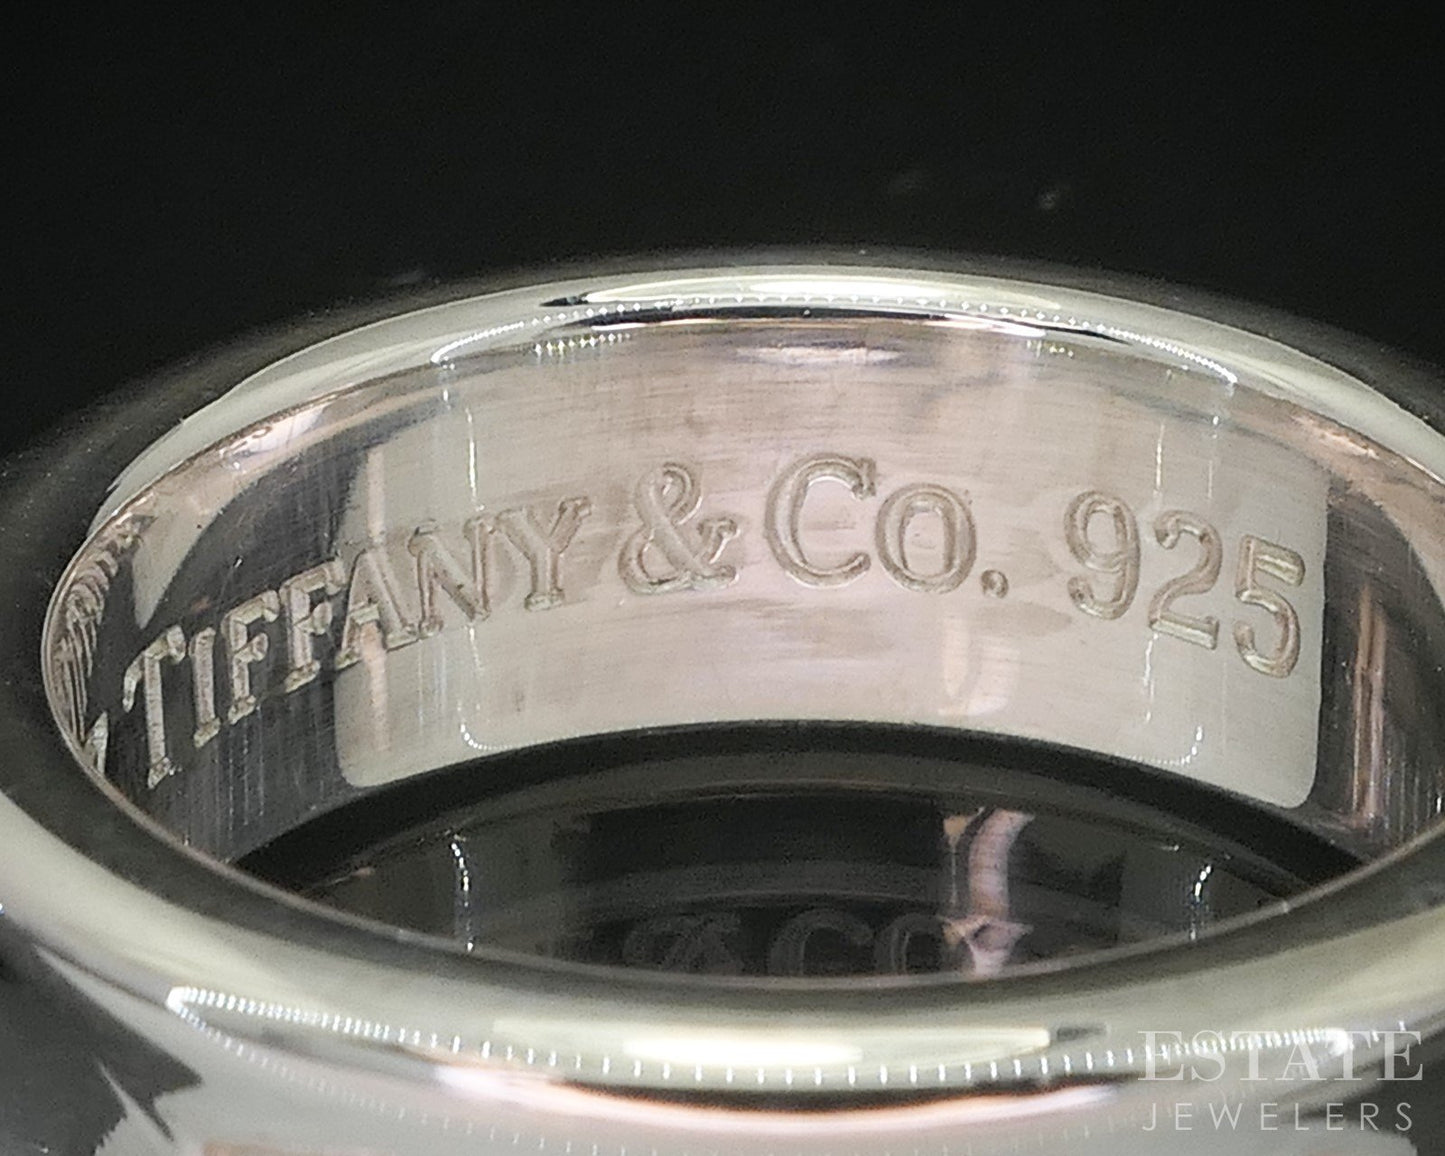 TIFFANY & Co. 925
ESTATE
JEWELERS